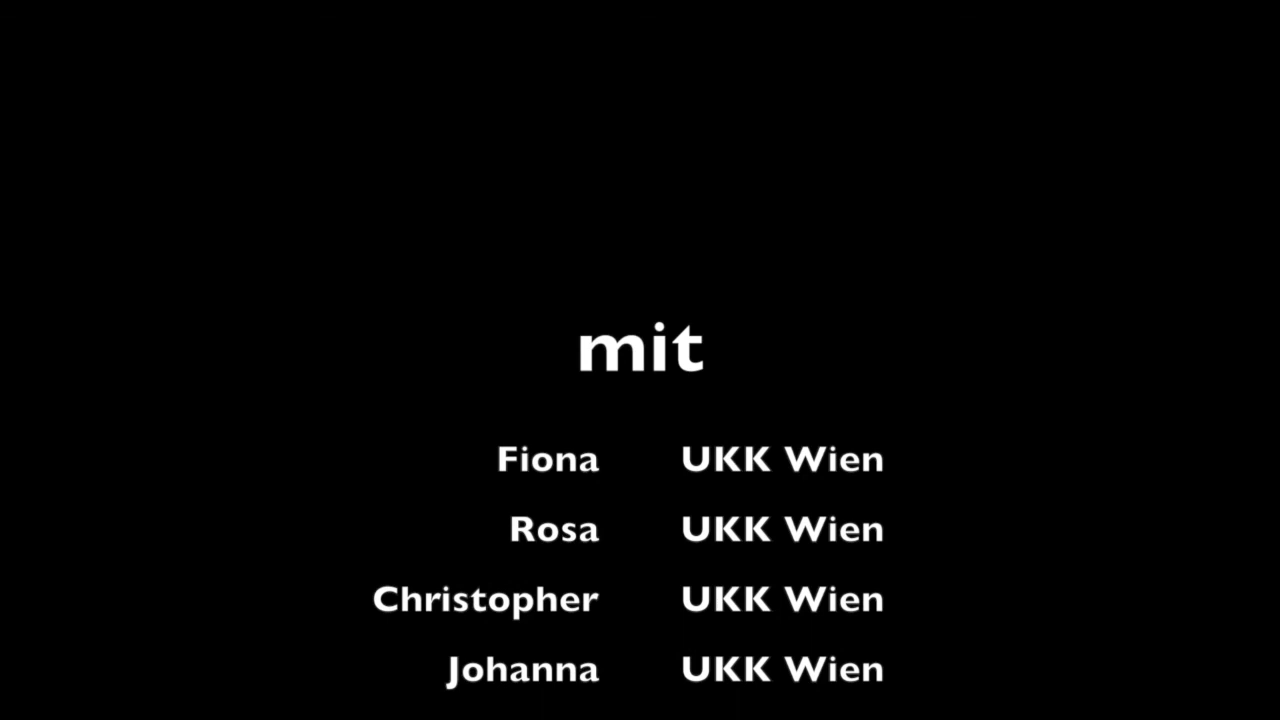 mit
Fiona UKK Wien
Rosa UKK Wien
Christopher UKK Wien
Johanna UKK Wien